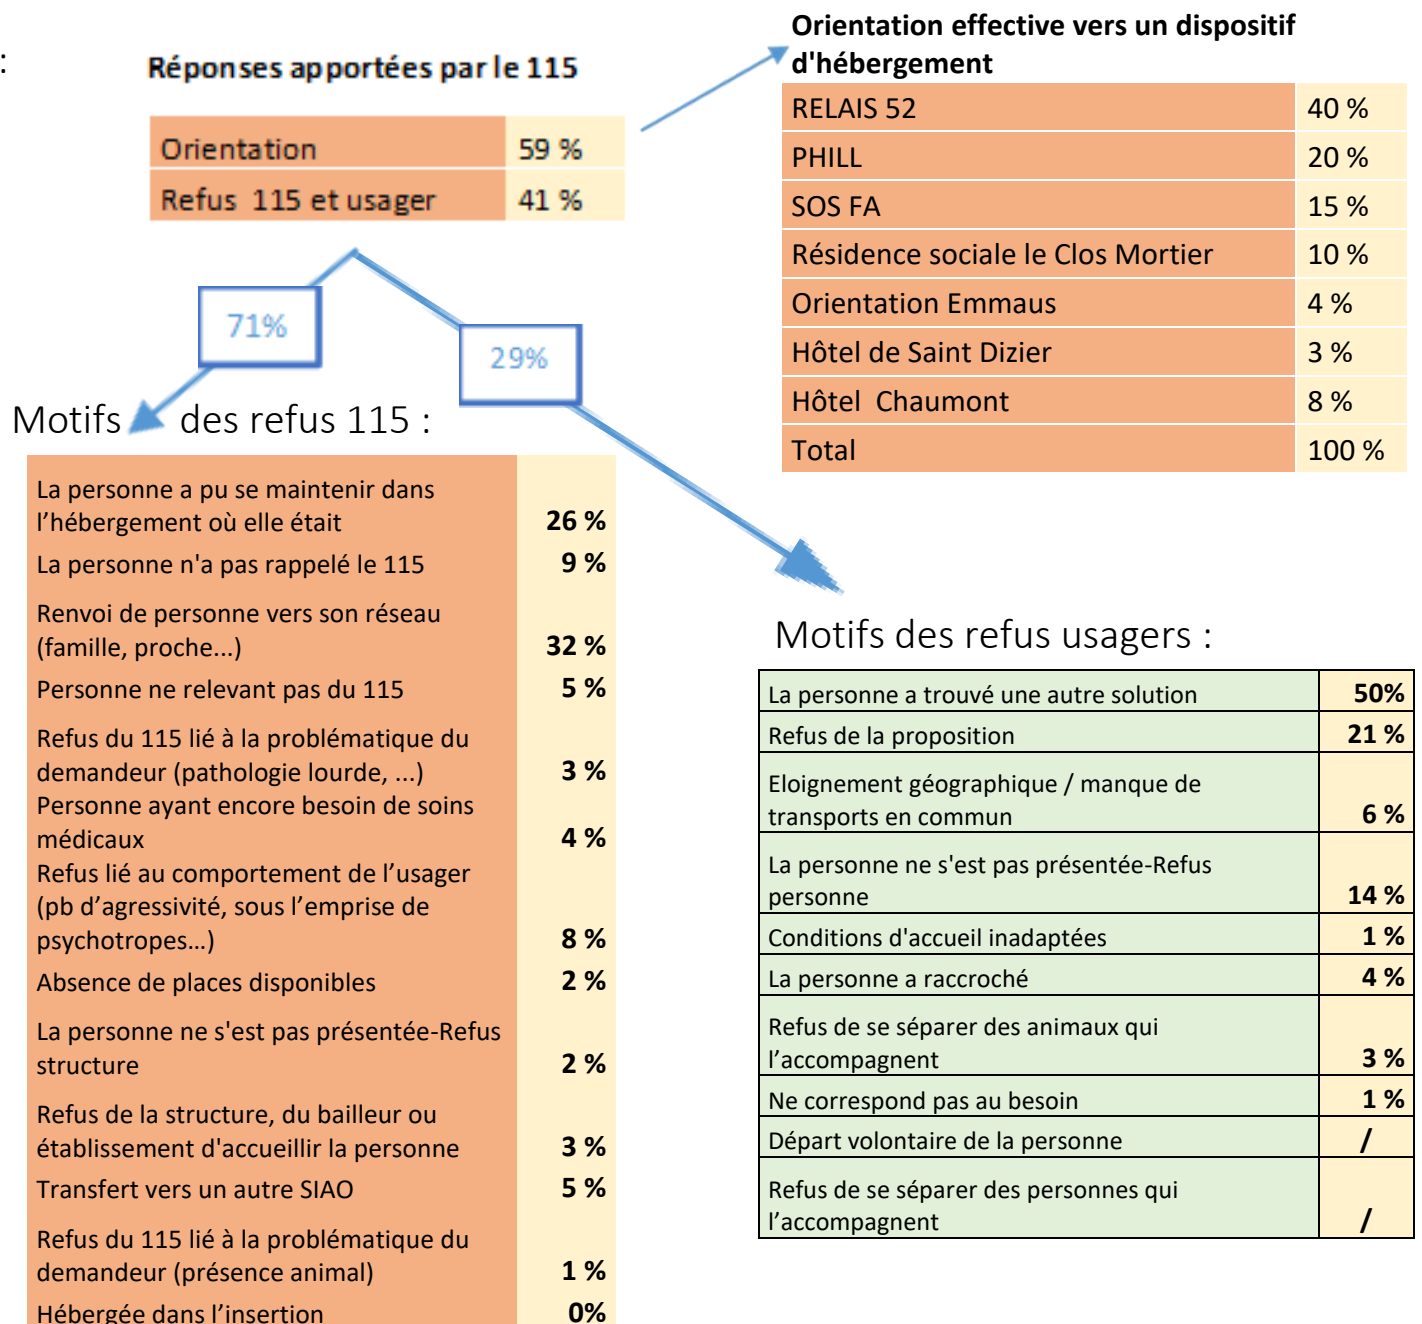 :
Réponses apportées par le 115
Orientation 59 %
Refus 115 et usager 41 %
Orientation effective vers un dispositif
d'hébergement
RELAIS 52 40 %
PHILL 20 %
SOS FA 15 %
Résidence sociale le Clos Mortier 10 %
Orientation Emmaus 4 %
Hôtel de Saint Dizier 3 %
Hôtel Chaumont 8 %
Total 100 %
71%
29%
Motifs des refus 115 :
La personne a pu se maintenir dans
l’hébergement où elle était 26 %
La personne n'a pas rappelé le 115 9 %
Renvoi de personne vers son réseau
(famille, proche...) 32 %
Personne ne relevant pas du 115 5 %
Refus du 115 lié à la problématique du
demandeur (pathologie lourde, ...) 3 %
Personne ayant encore besoin de soins
médicaux 4 %
Refus lié au comportement de l’usager
(pb d’agressivité, sous l’emprise de
psychotropes…) 8 %
Absence de places disponibles 2 %
La personne ne s'est pas présentée-Refus
structure 2 %
Refus de la structure, du bailleur ou
établissement d'accueillir la personne 3 %
Transfert vers un autre SIAO 5 %
Refus du 115 lié à la problématique du
demandeur (présence animal) 1 %
Hébergée dans l’insertion 0%
Motifs des refus usagers :
La personne a trouvé une autre solution 50%
Refus de la proposition 21 %
Eloignement géographique / manque de
transports en commun 6 %
La personne ne s'est pas présentée-Refus
personne 14 %
Conditions d'accueil inadaptées 1 %
La personne a raccroché 4 %
Refus de se séparer des animaux qui
l’accompagnent 3 %
Ne correspond pas au besoin 1 %
Départ volontaire de la personne /
Refus de se séparer des personnes qui
l’accompagnent /